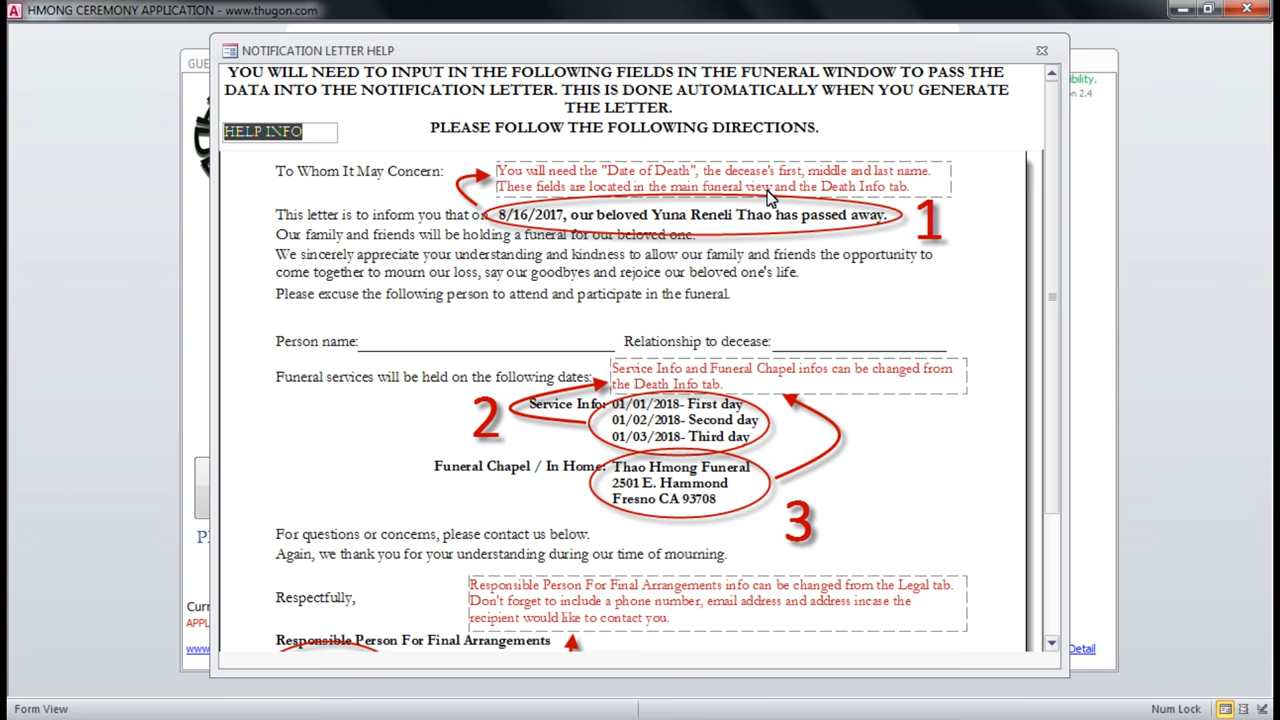 HMONG CEREMONY APPLICATION - www.thugon.com
NOTIFICATION LETTER HELP
GUE
YOU WILL NEED TO INPUT IN THE FOLLOWING FIELDS IN THE FUNERAL WINDOW TO PASS THE
DATA INTO THE NOTIFICATION LETTER. THIS IS DONE AUTOMATICALLY WHEN YOU GENERATE
THE LETTER.
PLEASE FOLLOW THE FOLLOWING DIRECTIONS.
HELP INFO
ibility.
on 2.4
To Whom It May Concern:
You will need the "Date of Death", the decease's first, middle and last name.
These fields are located in the main funeral view and the Death Info tab.
This letter is to inform you that on 8/16/2017, our beloved Yuna Reneli Thao has passed away.
1
Our family and friends will be holding a funeral for our beloved one.
We sincerely appreciate your understanding and kindness to allow our family and friends the opportunity to
come together to mourn our loss, say our goodbyes and rejoice our beloved one's life.
Please excuse the following person to attend and participate in the funeral.
Person name: Relationship to decease:
Funeral services will be held on the following dates:
Service Info and Funeral Chapel infos can be changed from
the Death Info tab.
2
Service Info: 01/01/2018- First day
01/02/2018- Second day
01/03/2018- Third day
Funeral Chapel / In Home: Thao Hmong Funeral
2501 E. Hammond
Fresno CA 93708
3
For questions or concerns, please contact us below.
Again, we thank you for your understanding during our time of mourning.
Respectfully,
Responsible Person For Final Arrangements info can be changed from the Legal tab.
Don't forget to include a phone number, email address and address incase the
recipient would like to contact you.
Responsible Person For Final Arrangements
Pl
Curr
APPL
www
Detail
Form View
Num Lock